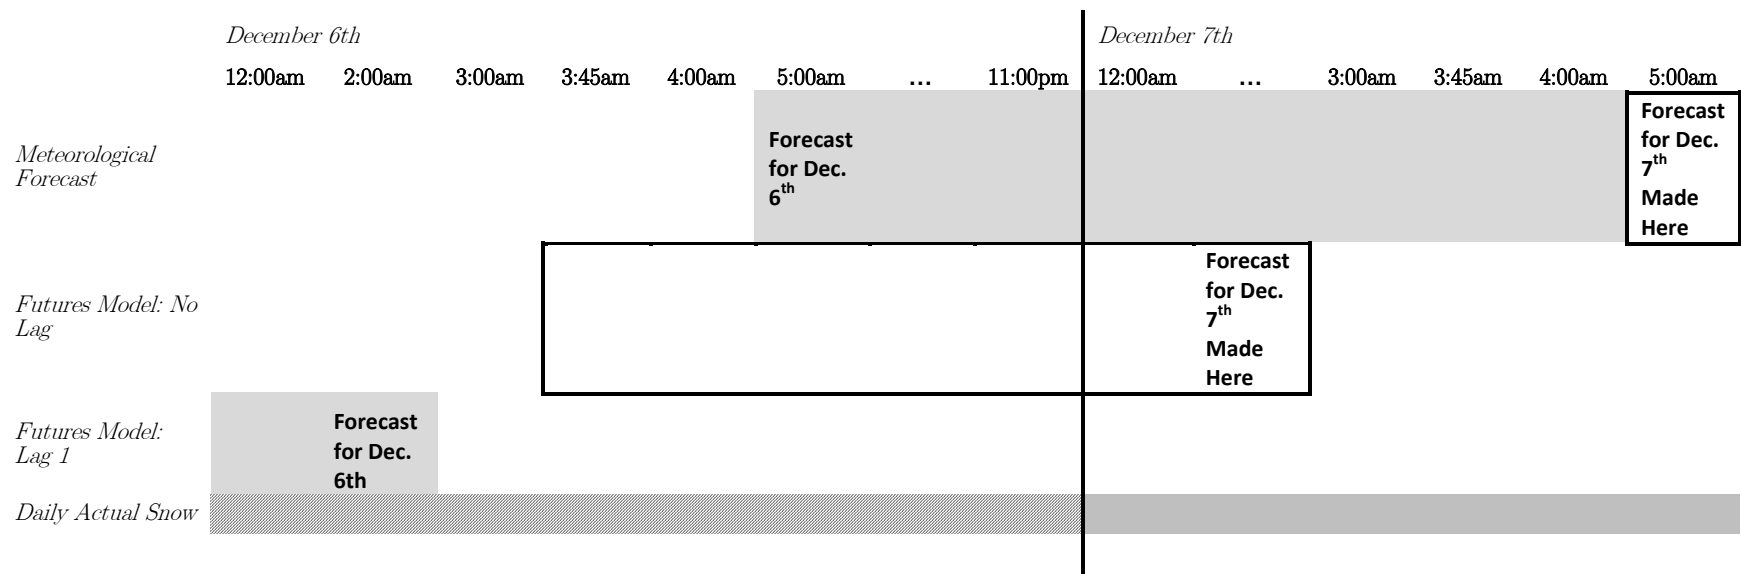 December 6th
December 7th
12:00am 2:00am 3:00am 3:45am 4:00am 5:00am ... 11:00pm 12:00am ... 3:00am 3:45am 4:00am 5:00am
Meteorological
Forecast
Forecast
for Dec.
6th
Forecast
for Dec.
7th
Made
Here
Futures Model: No
Lag
Forecast
for Dec.
7th
Made
Here
Futures Model:
Lag 1
Forecast
for Dec.
6th
Daily Actual Snow